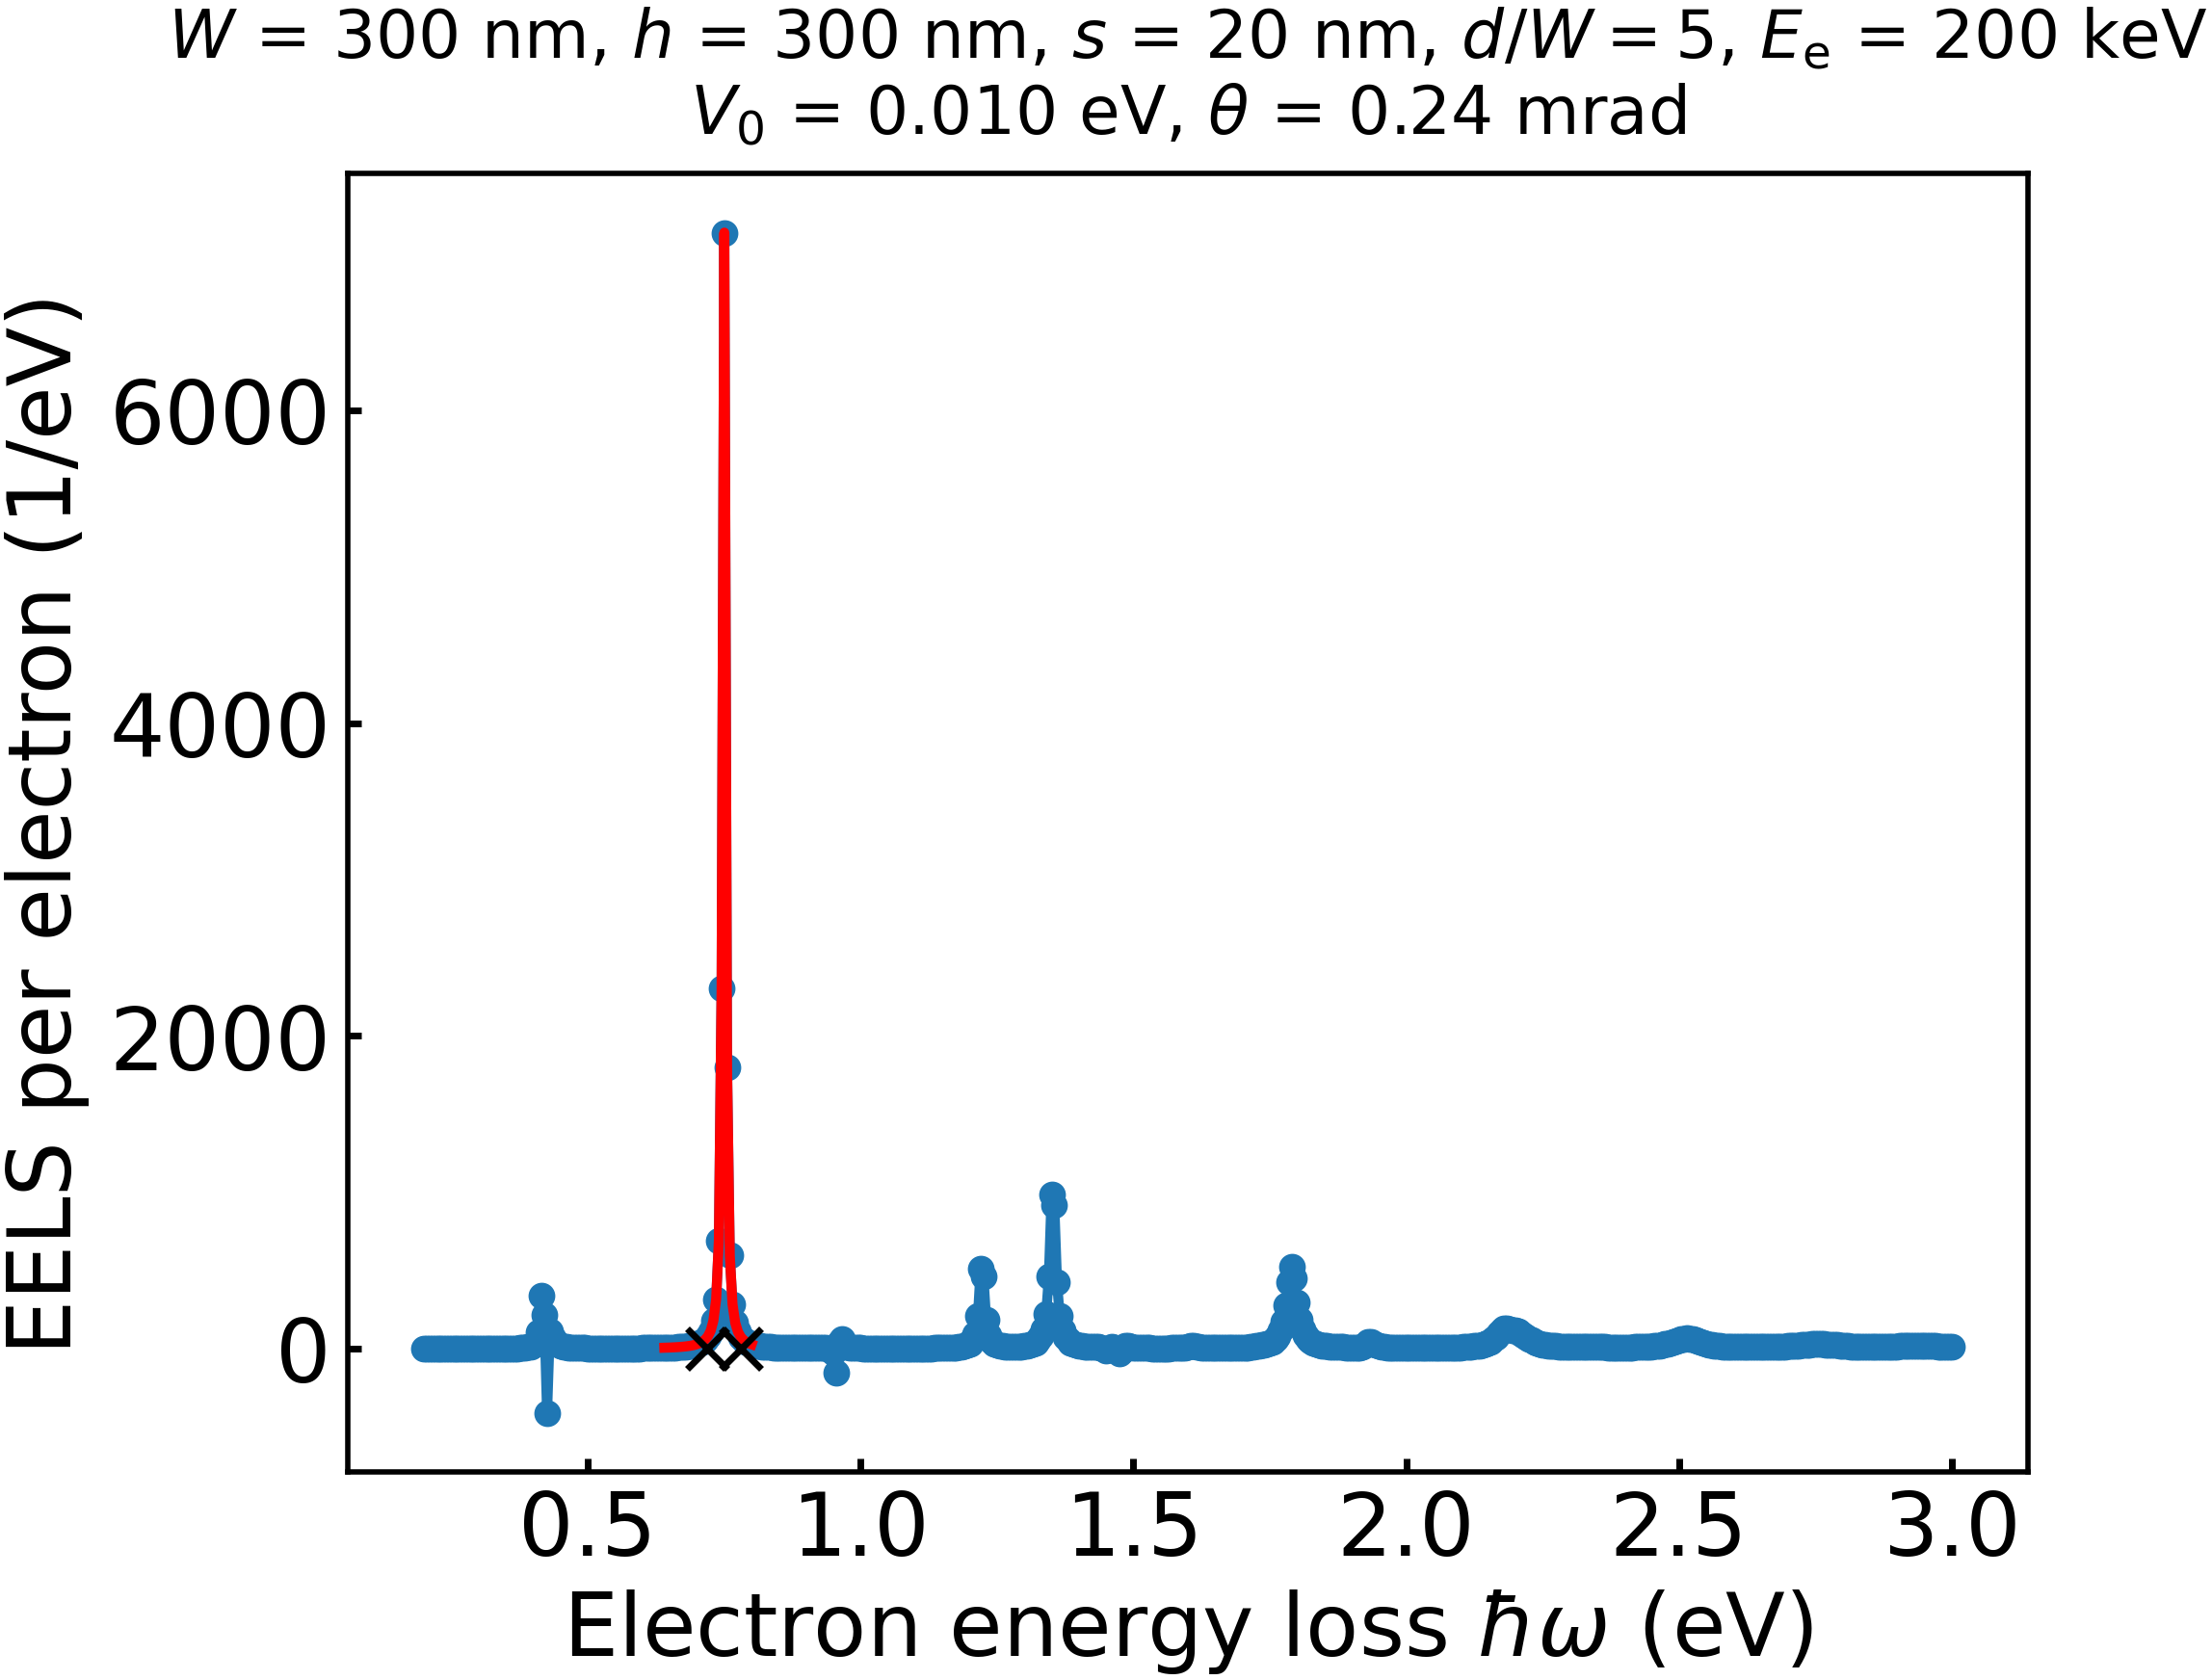 W = 300 nm, h = 300 nm, s = 20 nm, d/W = 5, Eₑ = 200 keV
V₀ = 0.010 eV, θ = 0.24 mrad
EELS per electron (1/eV)
6000
4000
2000
0
0.5 1.0 1.5 2.0 2.5 3.0
Electron energy loss ℏω (eV)